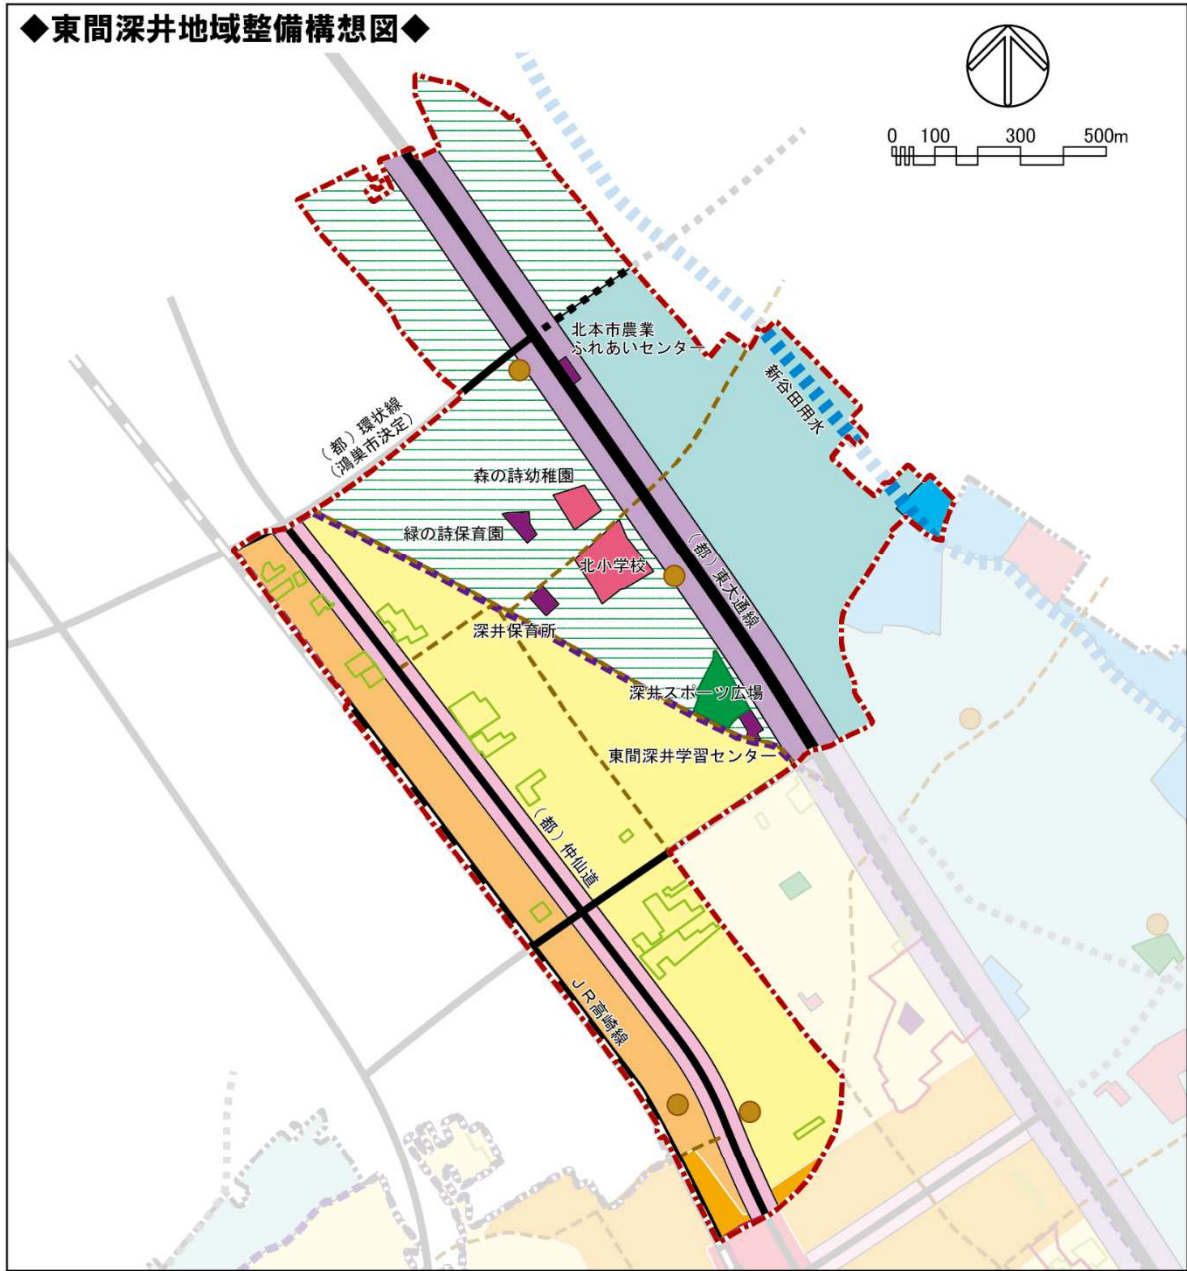 ◆東間深井地域整備構想図◆
0 100 300 500m
北本市農業
ふれあいセンター
新谷田用水
(都)環状線
(鴻巣市決定)
森の詩幼稚園
緑の詩保育園
北小学校
(都)東大通線
深井保育所
深井スポーツ広場
東間深井学習センター
(都)仲仙道
JR高崎線